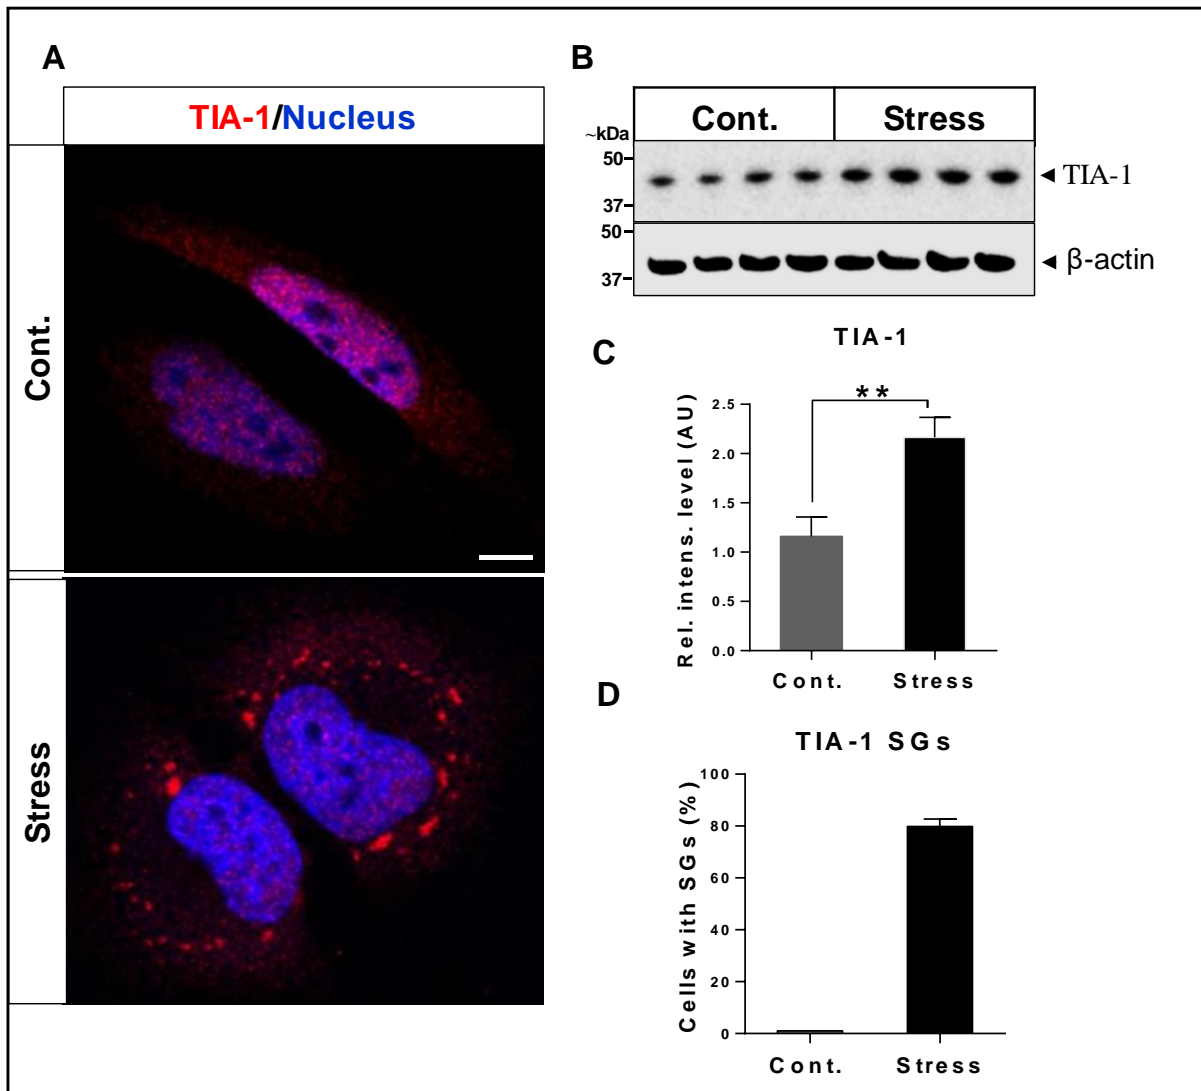 A
TIA-1/Nucleus
Cont.
Stress
B
Cont. Stress
~kDa
50
37
TIA-1
50
37
β-actin
C
TIA-1
**
Rel. intens. level (AU)
2.5
2.0
1.5
1.0
0.5
0.0
Cont. Stress
D
TIA-1 SGs
Cells with SGs (%)
100
80
60
40
20
0
Cont. Stress